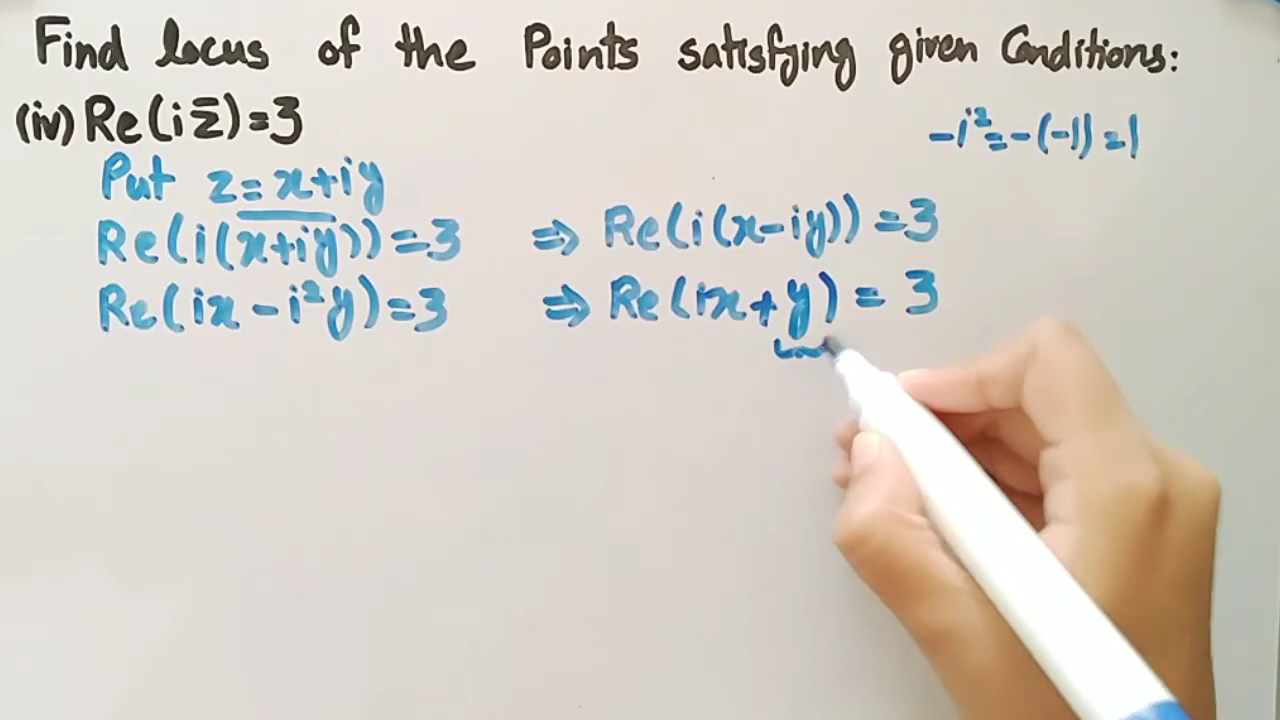 Find locus of the Points satisfying given Conditions:
(iv) Re(iz̅)=3
-i²=-(-1)=1
Put z=x+iy
Re(i(x+iy̅))=3 ⇒ Re(i(x-iy))=3
Re(ix-i²y)=3 ⇒ Re(ix+y)=3